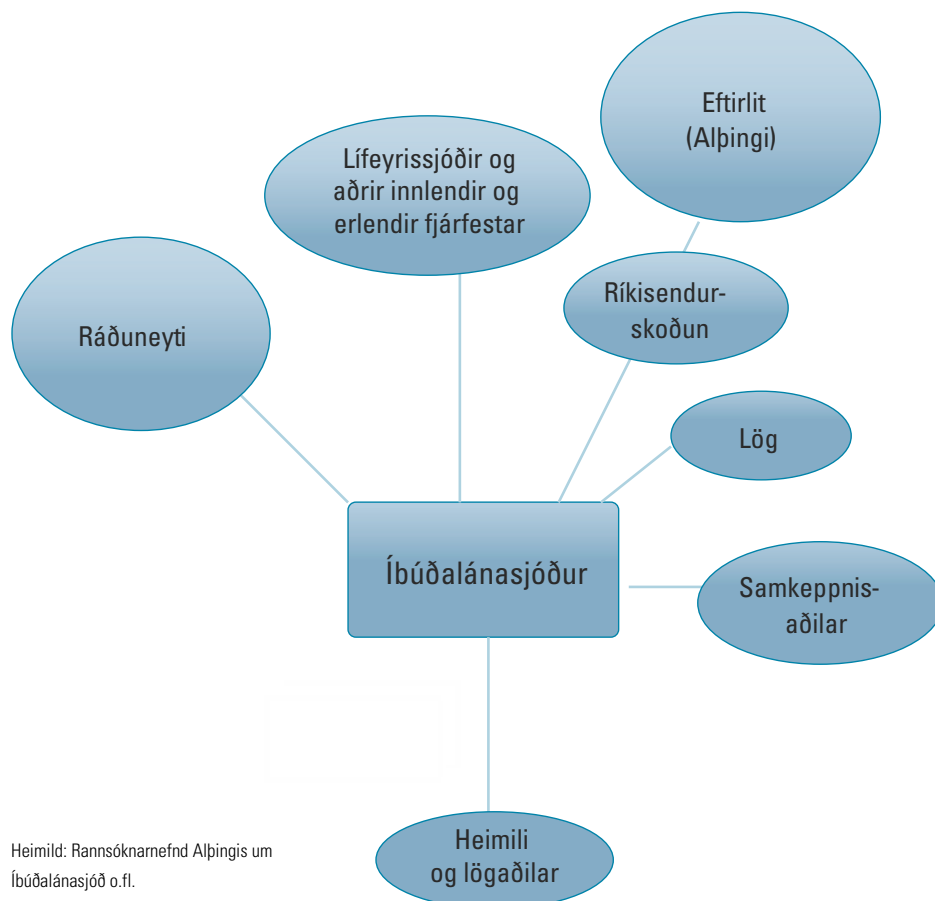 Eftirlit
(Alþingi)
Lífeyrissjóðir og
aðrir innlendir og
erlendir fjárfestar
Ríkisendur-
skoðun
Ráðuneyti
Lög
Íbúðalánasjóður
Samkeppnis-
aðilar
Heimili
og lögaðilar
Heimild: Rannsóknarnefnd Alþingis um
Íbúðalánasjóð o.fl.